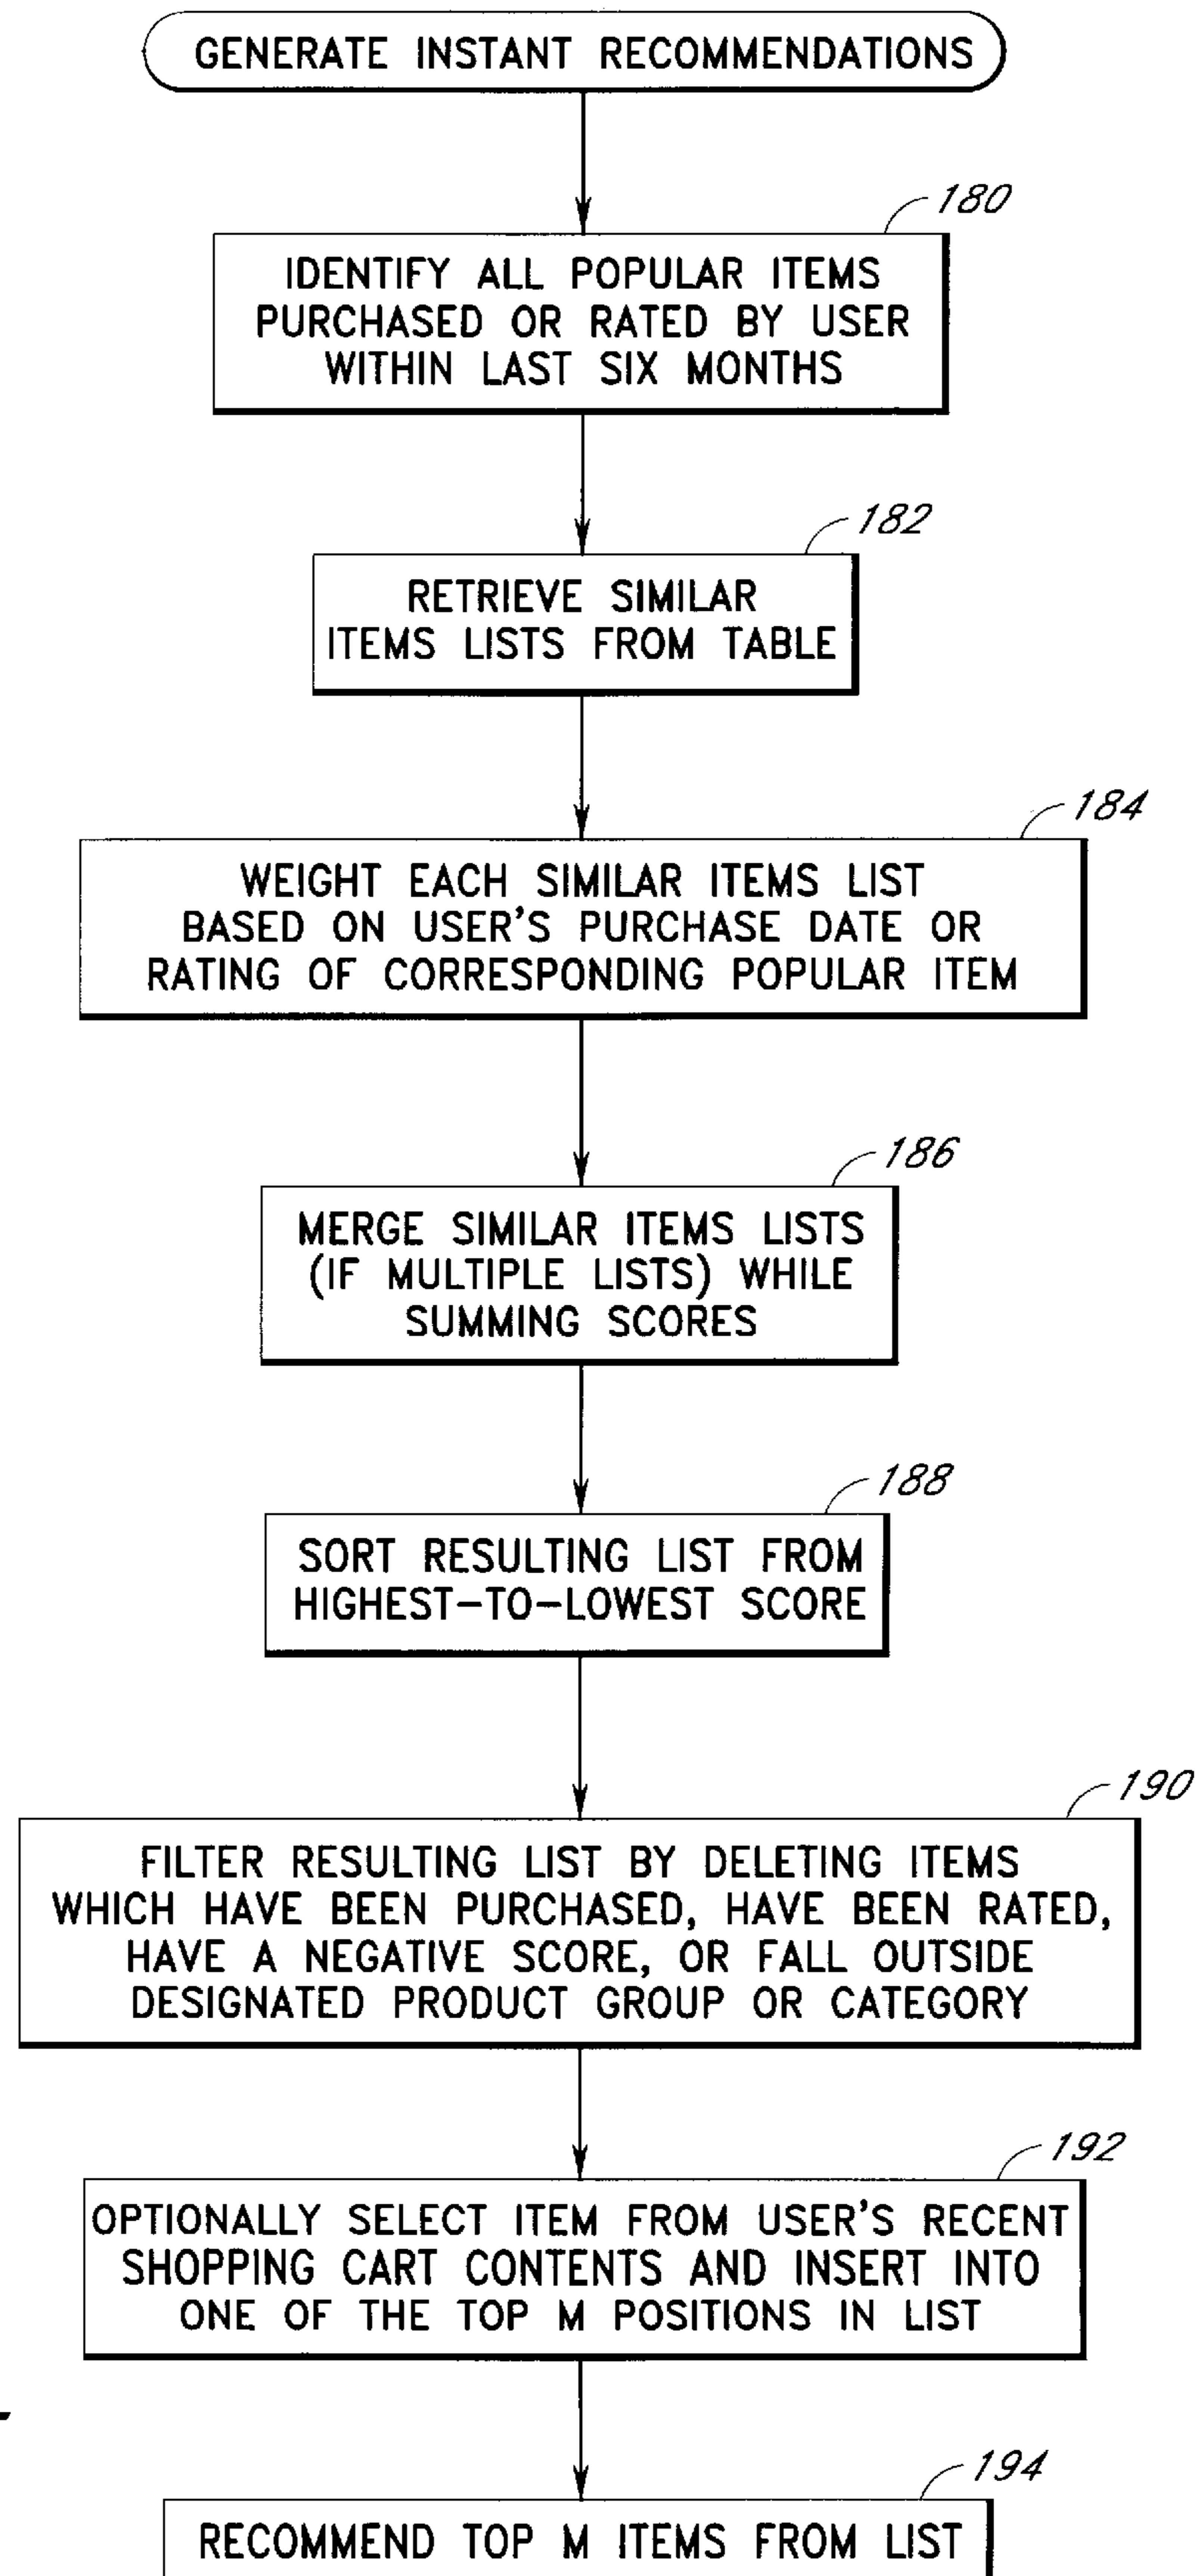 GENERATE INSTANT RECOMMENDATIONS
180
IDENTIFY ALL POPULAR ITEMS
PURCHASED OR RATED BY USER
WITHIN LAST SIX MONTHS
182
RETRIEVE SIMILAR
ITEMS LISTS FROM TABLE
184
WEIGHT EACH SIMILAR ITEMS LIST
BASED ON USER'S PURCHASE DATE OR
RATING OF CORRESPONDING POPULAR ITEM
186
MERGE SIMILAR ITEMS LISTS
(IF MULTIPLE LISTS) WHILE
SUMMING SCORES
188
SORT RESULTING LIST FROM
HIGHEST-TO-LOWEST SCORE
190
FILTER RESULTING LIST BY DELETING ITEMS
WHICH HAVE BEEN PURCHASED, HAVE BEEN RATED,
HAVE A NEGATIVE SCORE, OR FALL OUTSIDE
DESIGNATED PRODUCT GROUP OR CATEGORY
192
OPTIONALLY SELECT ITEM FROM USER'S RECENT
SHOPPING CART CONTENTS AND INSERT INTO
ONE OF THE TOP M POSITIONS IN LIST
194
RECOMMEND TOP M ITEMS FROM LIST